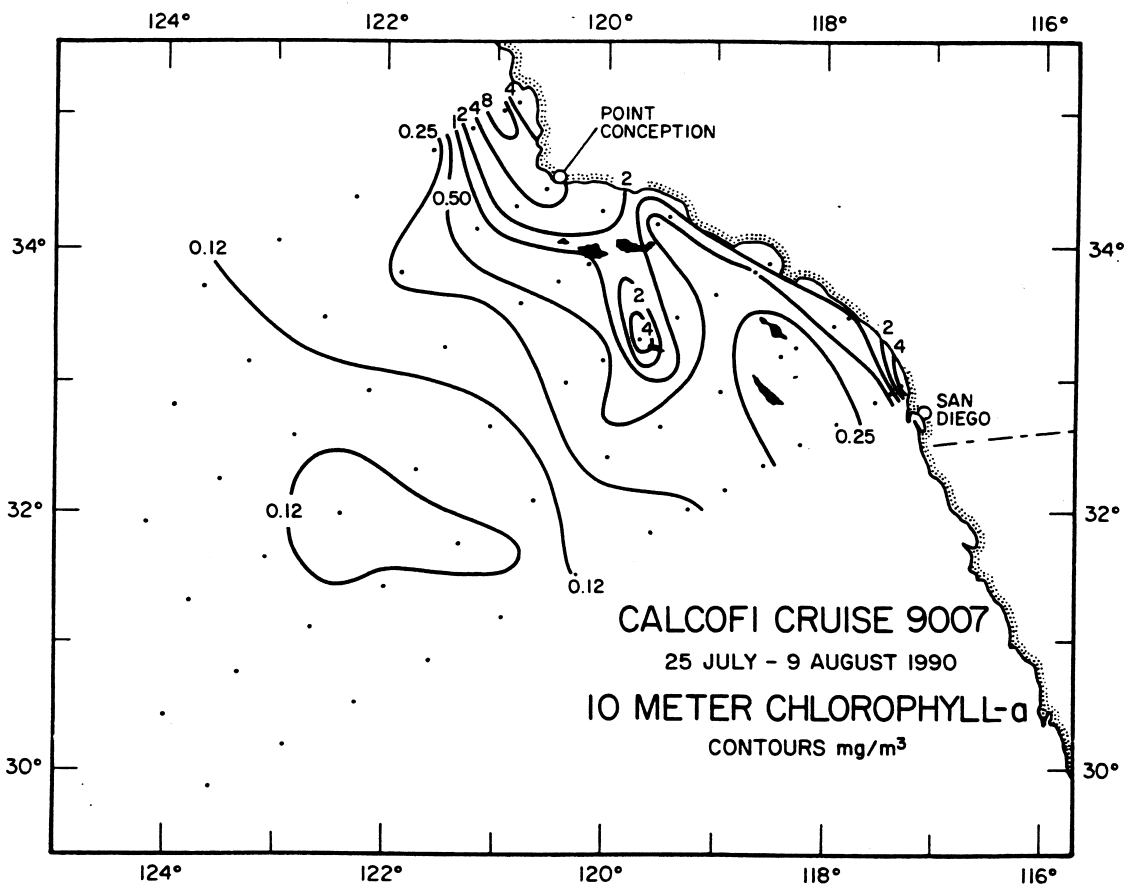 124° 122° 120° 118° 116°
4
8
4
2
1
0.25
POINT
CONCEPTION
2
0.50
34° 34°
0.12
2
4
2
4
SAN
DIEGO
0.25
32° 32°
0.12
0.12
CALCOFI CRUISE 9007
25 JULY - 9 AUGUST 1990
10 METER CHLOROPHYLL-a
CONTOURS mg/m³
30° 30°
124° 122° 120° 118° 116°